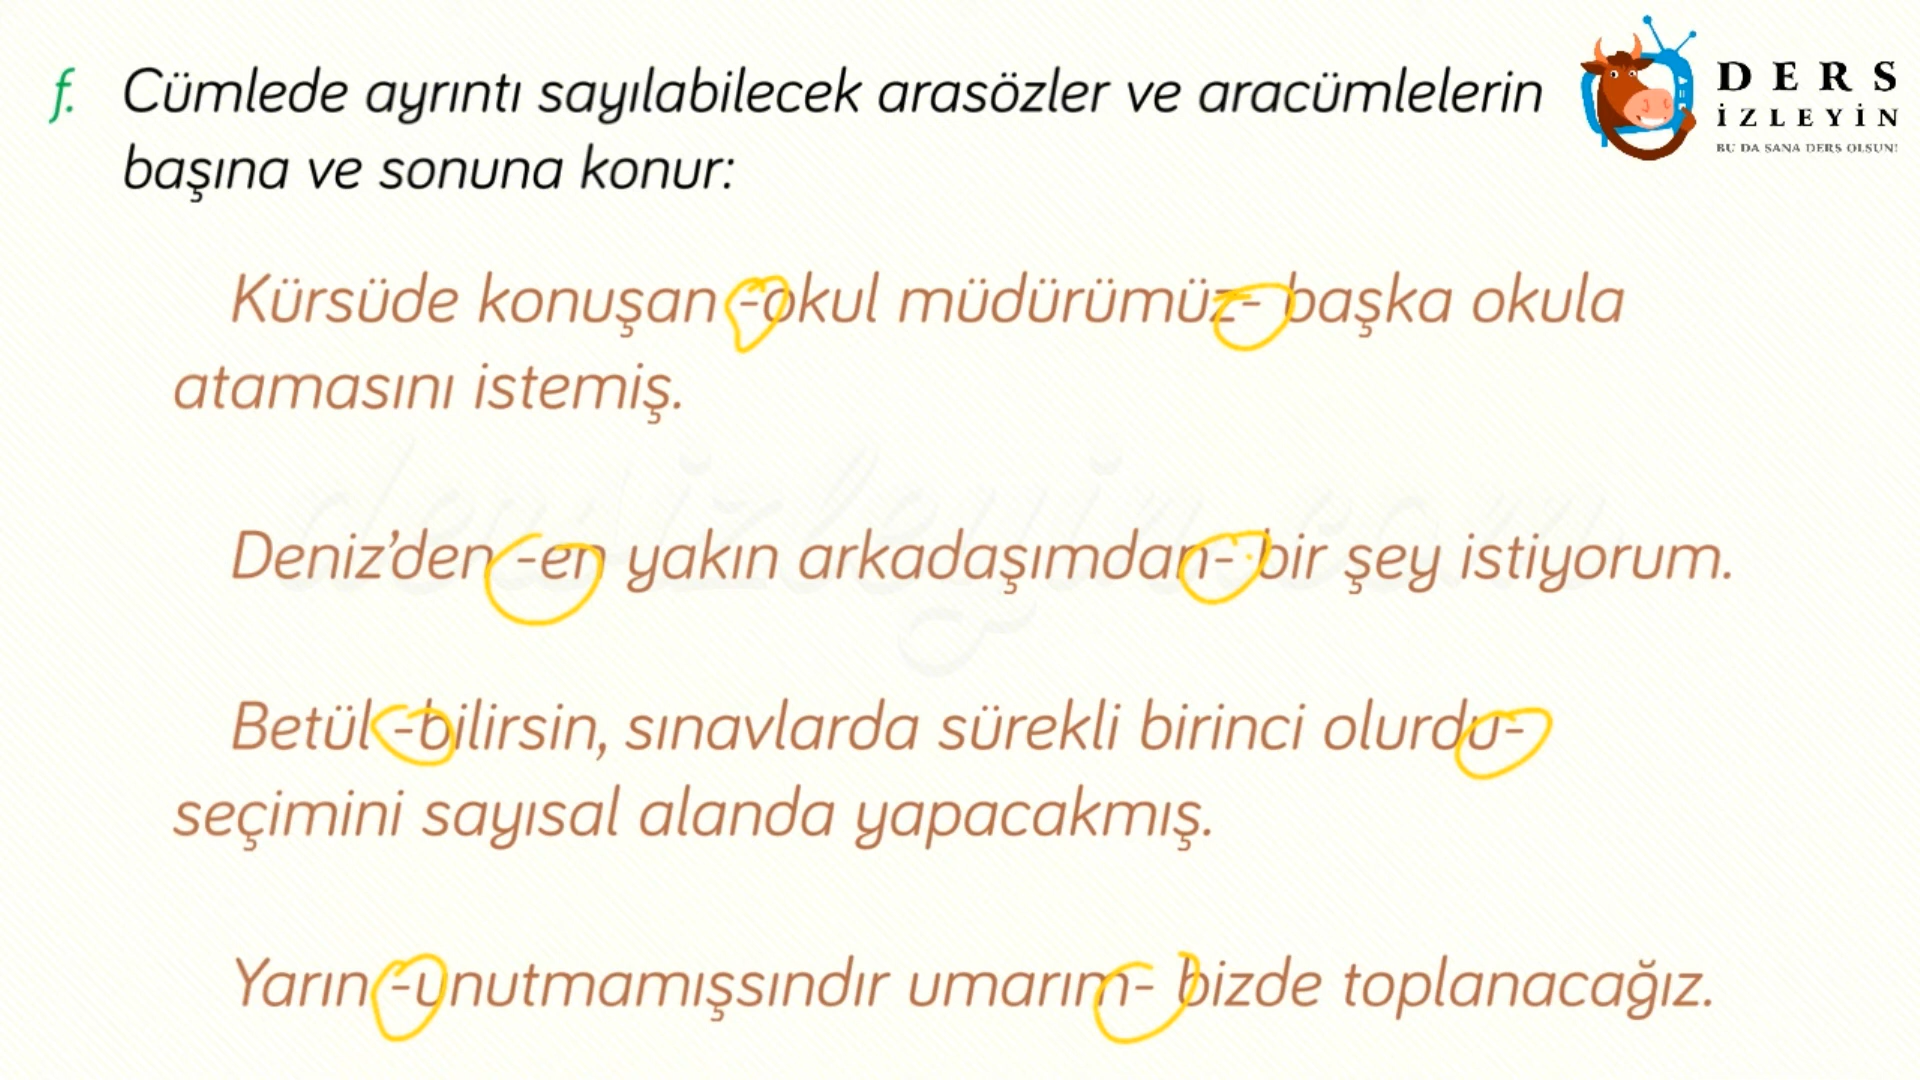 f. Cümlede ayrıntı sayılabilecek arasözler ve aracümlelerin
başına ve sonuna konur:
DERS
İZLEYİN
BU DA SANA DERS OLSUN!
Kürsüde konuşan -okul müdürümüz- başka okula
atamasını istemiş.
Deniz’den -en yakın arkadaşımdan- bir şey istiyorum.
Betül -bilirsin, sınavlarda sürekli birinci olurdu-
seçimini sayısal alanda yapacakmış.
Yarın -unutmamışsındır umarım- bizde toplanacağız.
dersizleyin.com